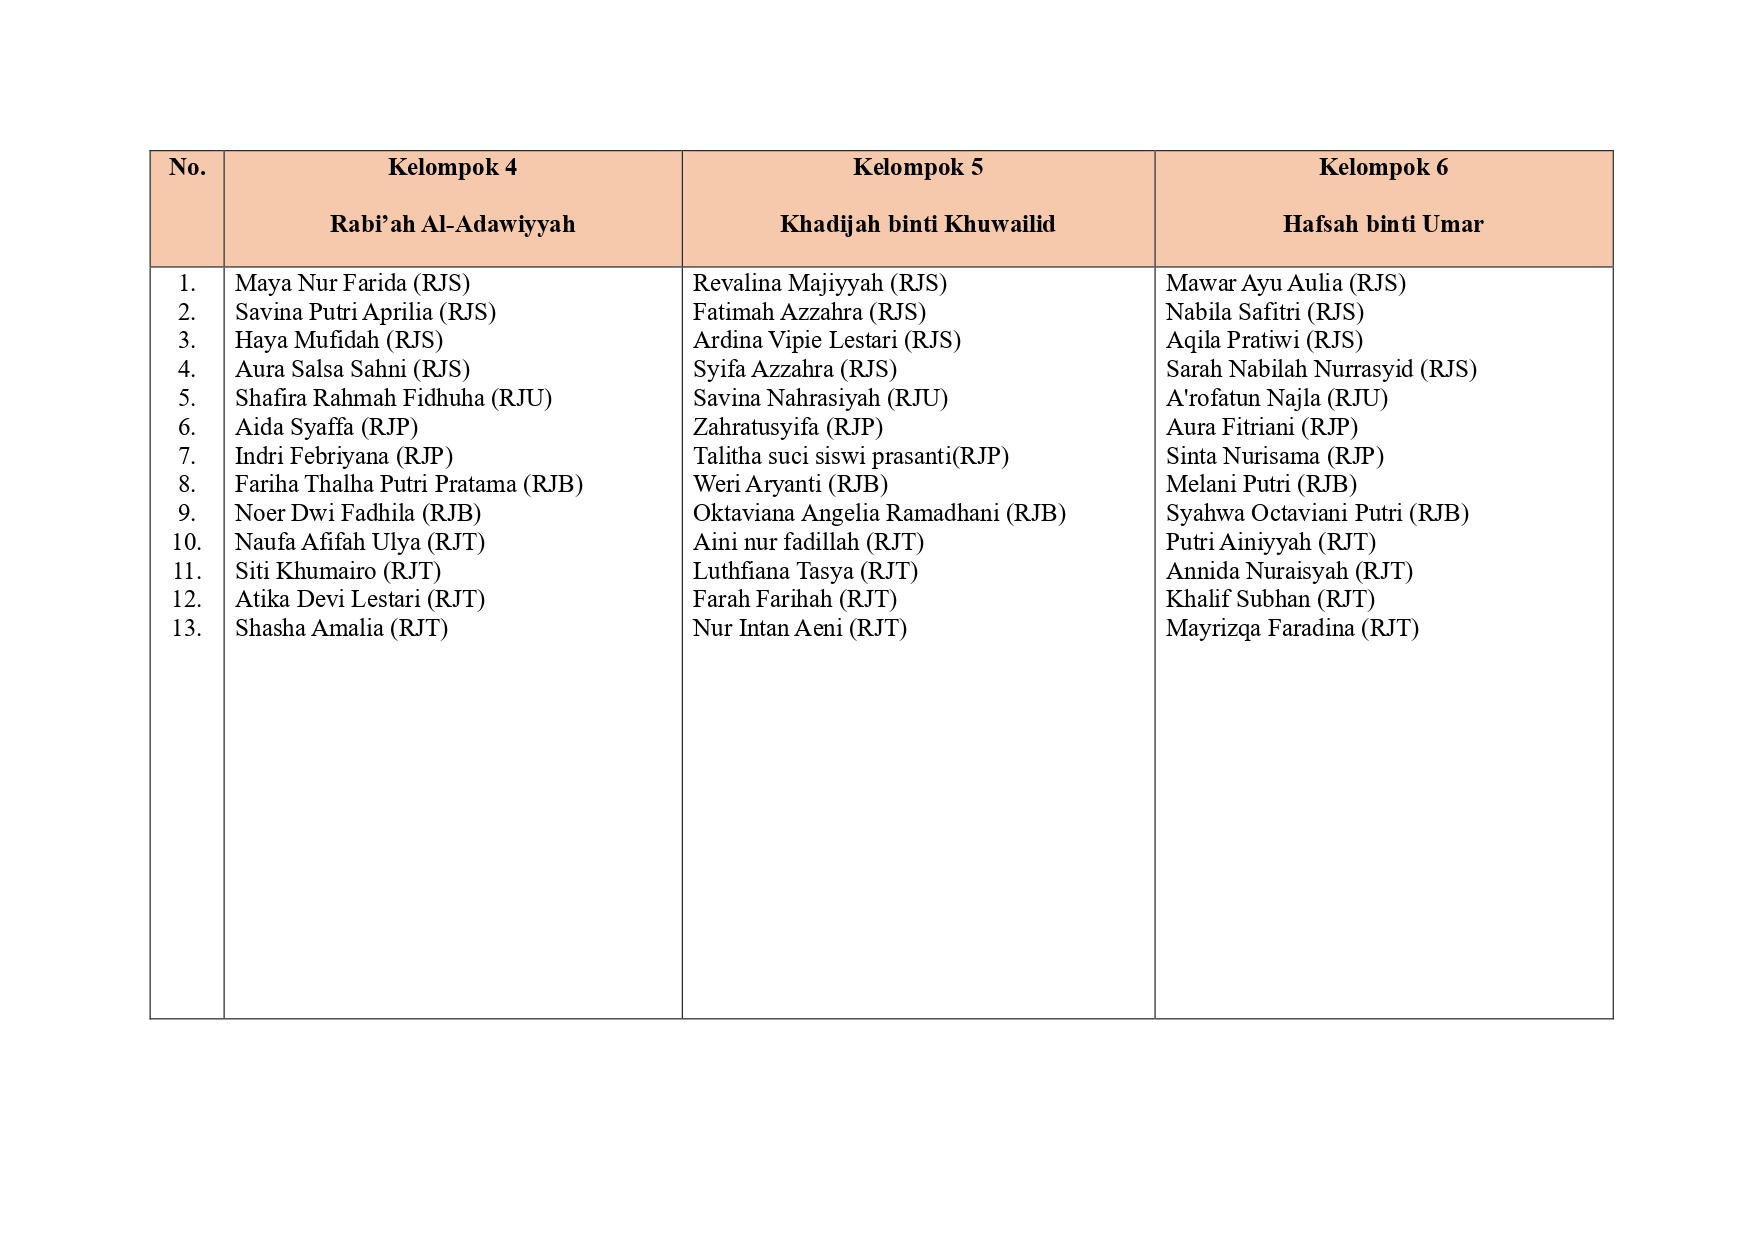 No. Kelompok 4 Kelompok 5 Kelompok 6
Rabi’ah Al-Adawiyyah Khadijah binti Khuwailid Hafsah binti Umar
1. Maya Nur Farida (RJS) Revalina Majiyyah (RJS) Mawar Ayu Aulia (RJS)
2. Savina Putri Aprilia (RJS) Fatimah Azzahra (RJS) Nabila Safitri (RJS)
3. Haya Mufidah (RJS) Ardina Vipie Lestari (RJS) Aqila Pratiwi (RJS)
4. Aura Salsa Sahni (RJS) Syifa Azzahra (RJS) Sarah Nabilah Nurrasyid (RJS)
5. Shafira Rahmah Fidhuha (RJU) Savina Nahrasiyah (RJU) A'rofatun Najla (RJU)
6. Aida Syaffa (RJP) Zahratusyifa (RJP) Aura Fitriani (RJP)
7. Indri Febriyana (RJP) Talitha suci siswi prasanti(RJP) Sinta Nurisama (RJP)
8. Fariha Thalha Putri Pratama (RJB) Weri Aryanti (RJB) Melani Putri (RJB)
9. Noer Dwi Fadhila (RJB) Oktaviana Angelia Ramadhani (RJB) Syahwa Octaviani Putri (RJB)
10. Naufa Afifah Ulya (RJT) Aini nur fadillah (RJT) Putri Ainiyyah (RJT)
11. Siti Khumairo (RJT) Luthfiana Tasya (RJT) Annida Nuraisyah (RJT)
12. Atika Devi Lestari (RJT) Farah Farihah (RJT) Khalif Subhan (RJT)
13. Shasha Amalia (RJT) Nur Intan Aeni (RJT) Mayrizqa Faradina (RJT)